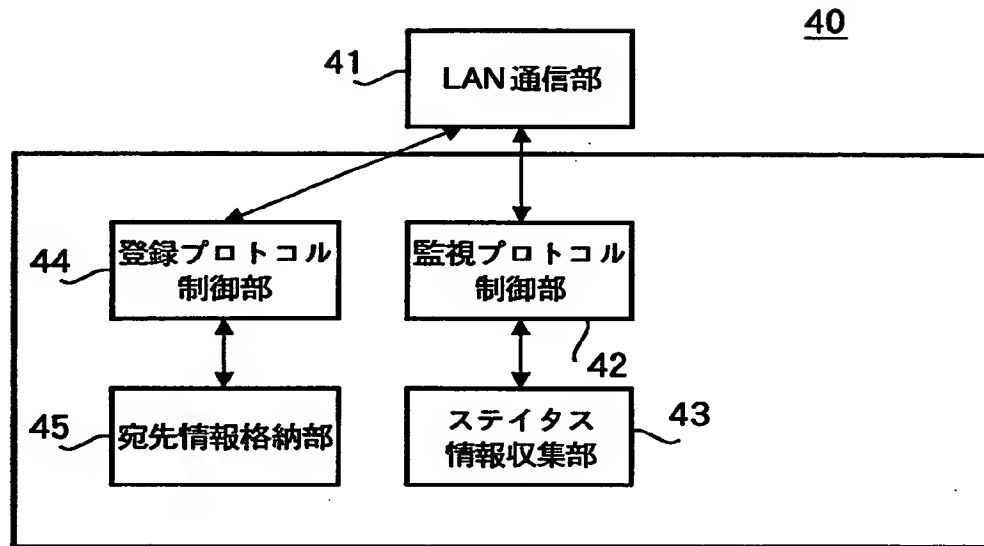 40
41
LAN通信部
44
登録プロトコル
制御部
監視プロトコル
制御部
42
45
宛先情報格納部
ステイタス
情報収集部
43